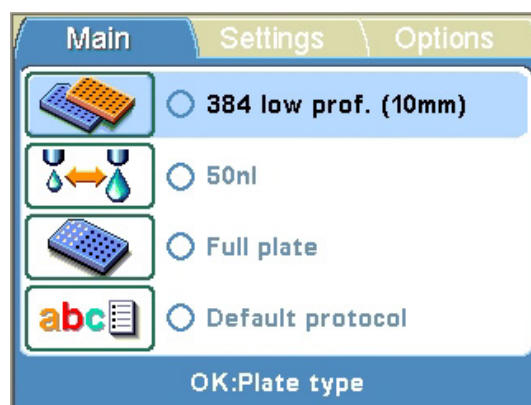 Main Settings Options
384 low prof. (10mm)
50nl
Full plate
abc Default protocol
OK:Plate type